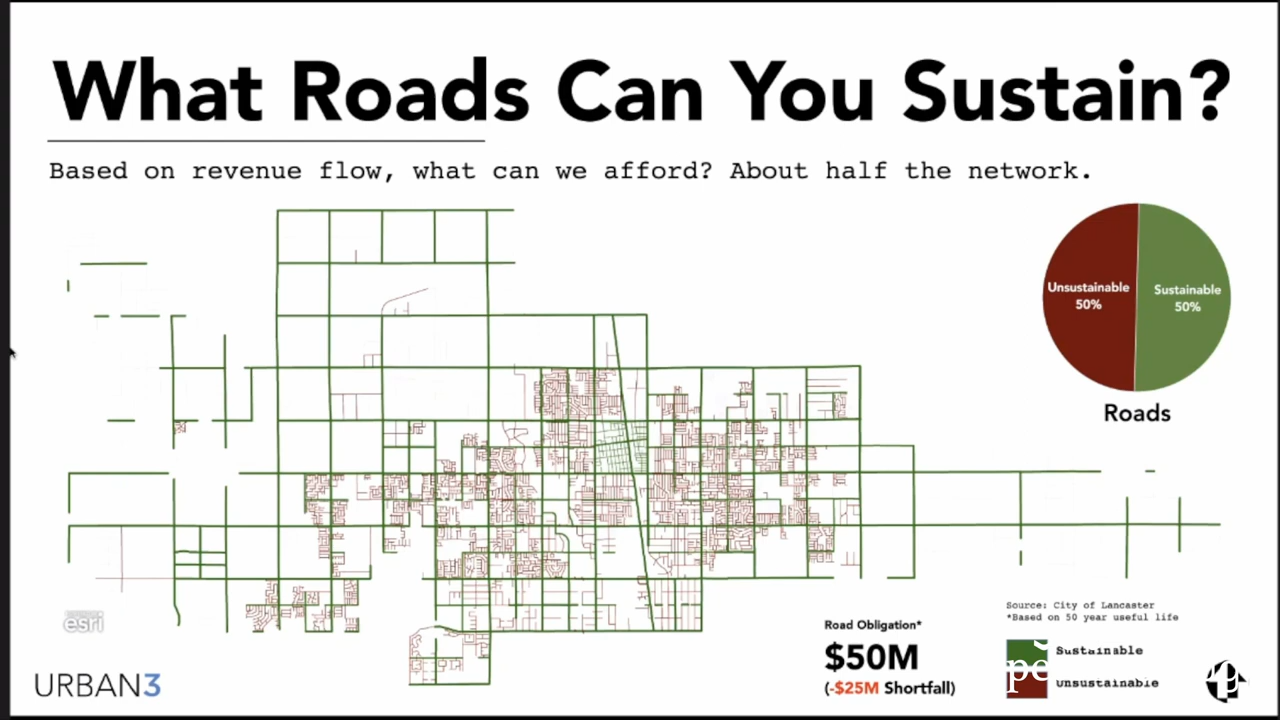 What Roads Can You Sustain?
Based on revenue flow, what can we afford? About half the network.
Unsustainable
50%
Sustainable
50%
Roads
Source: City of Lancaster
*Based on 50 year useful life
Road Obligation*
$50M
(-$25M Shortfall)
Sustainable
Unsustainable
esri
URBAN3